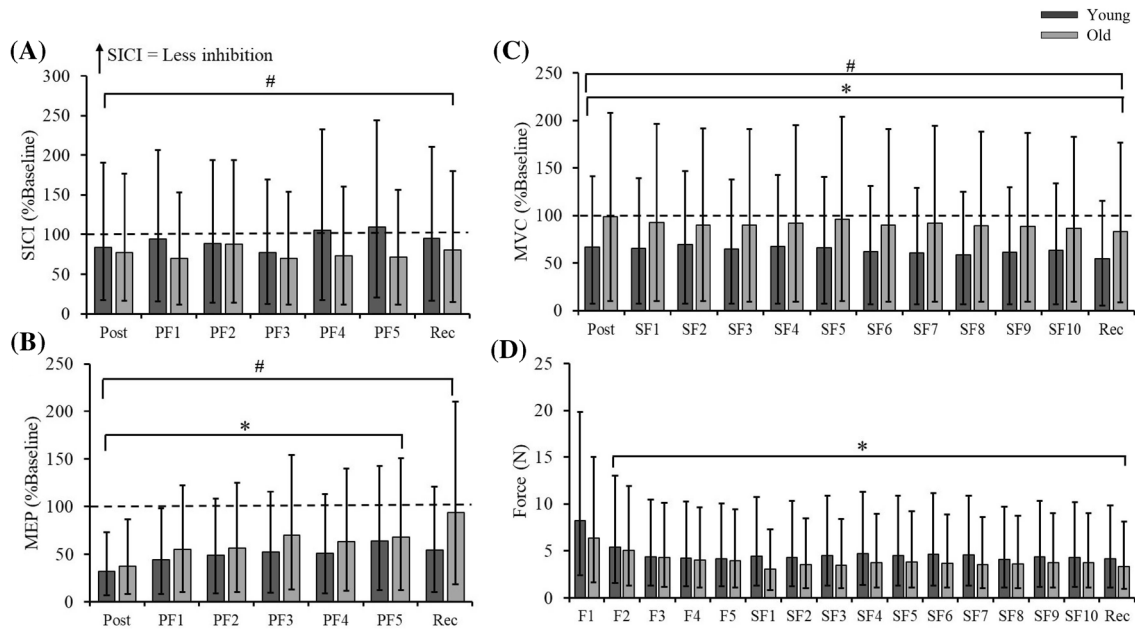 Young
Old
(A)
SICI = Less inhibition
#
300
250
200
150
100
50
0
SICI (%Baseline)
Post PF1 PF2 PF3 PF4 PF5 Rec
(B)
#
*
250
200
150
100
50
0
MEP (%Baseline)
Post PF1 PF2 PF3 PF4 PF5 Rec
(C)
#
*
250
200
150
100
50
0
MVC (%Baseline)
Post SF1 SF2 SF3 SF4 SF5 SF6 SF7 SF8 SF9 SF10 Rec
(D)
*
25
20
15
10
5
0
Force (N)
F1 F2 F3 F4 F5 SF1 SF2 SF3 SF4 SF5 SF6 SF7 SF8 SF9 SF10 Rec